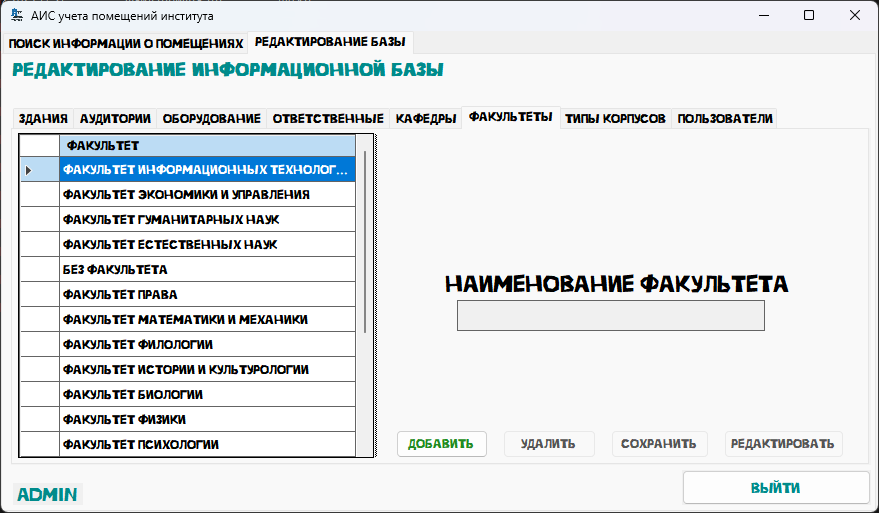 АИС учета помещений института
ПОИСК ИНФОРМАЦИИ О ПОМЕЩЕНИЯХ РЕДАКТИРОВАНИЕ БАЗЫ
РЕДАКТИРОВАНИЕ ИНФОРМАЦИОННОЙ БАЗЫ
ЗДАНИЯ АУДИТОРИИ ОБОРУДОВАНИЕ ОТВЕТСТВЕННЫЕ КАФЕДРЫ ФАКУЛЬТЕТЫ ТИПЫ КОРПУСОВ ПОЛЬЗОВАТЕЛИ
ФАКУЛЬТЕТ
ФАКУЛЬТЕТ ИНФОРМАЦИОННЫХ ТЕХНОЛОГ...
ФАКУЛЬТЕТ ЭКОНОМИКИ И УПРАВЛЕНИЯ
ФАКУЛЬТЕТ ГУМАНИТАРНЫХ НАУК
ФАКУЛЬТЕТ ЕСТЕСТВЕННЫХ НАУК
БЕЗ ФАКУЛЬТЕТА
ФАКУЛЬТЕТ ПРАВА
ФАКУЛЬТЕТ МАТЕМАТИКИ И МЕХАНИКИ
ФАКУЛЬТЕТ ФИЛОЛОГИИ
ФАКУЛЬТЕТ ИСТОРИИ И КУЛЬТУРОЛОГИИ
ФАКУЛЬТЕТ БИОЛОГИИ
ФАКУЛЬТЕТ ФИЗИКИ
ФАКУЛЬТЕТ ПСИХОЛОГИИ
НАИМЕНОВАНИЕ ФАКУЛЬТЕТА
ДОБАВИТЬ УДАЛИТЬ СОХРАНИТЬ РЕДАКТИРОВАТЬ
ADMIN
ВЫЙТИ